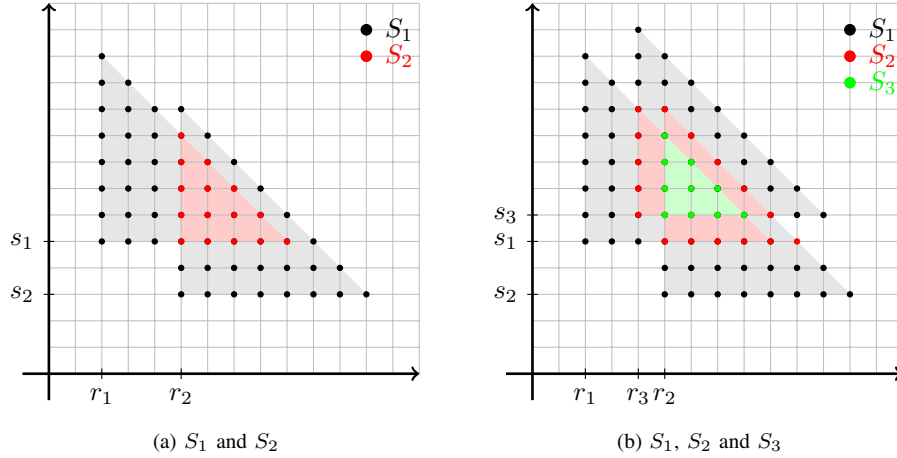 S₁
S₂
s₁
s₂
r₁
r₂
(a) S₁ and S₂
S₁
S₂
S₃
s₃
s₁
s₂
r₁
r₃
r₂
(b) S₁, S₂ and S₃